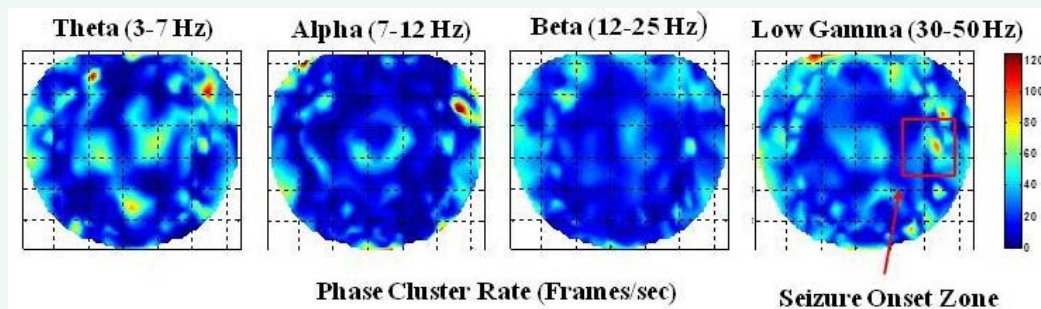 Theta (3-7 Hz)
Alpha (7-12 Hz)
Beta (12-25 Hz)
Low Gamma (30-50 Hz)
120
100
80
60
40
20
0
Phase Cluster Rate (Frames/sec)
Seizure Onset Zone